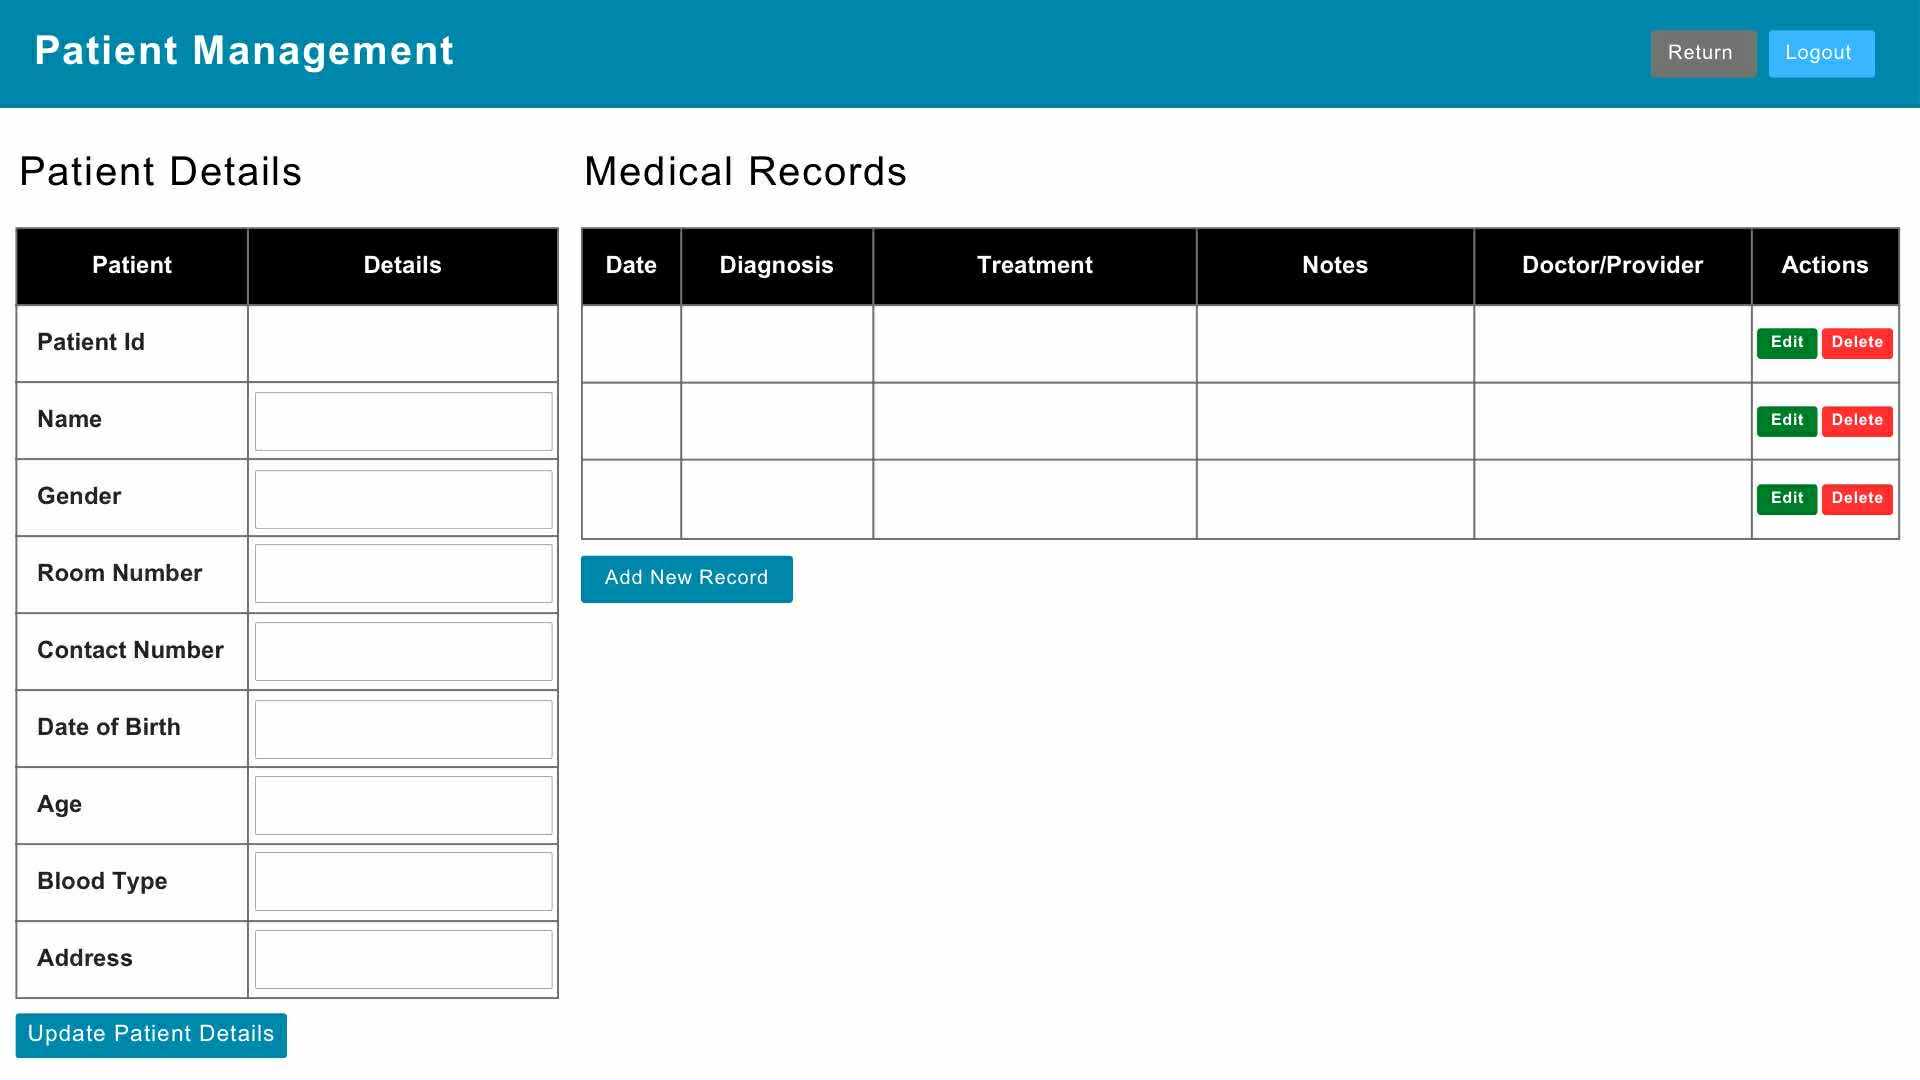 Patient Management
Return Logout
Patient Details
Medical Records
Patient Details
Patient Id
Name
Gender
Room Number
Contact Number
Date of Birth
Age
Blood Type
Address
Update Patient Details
Date Diagnosis Treatment Notes Doctor/Provider Actions
Edit Delete
Edit Delete
Edit Delete
Add New Record